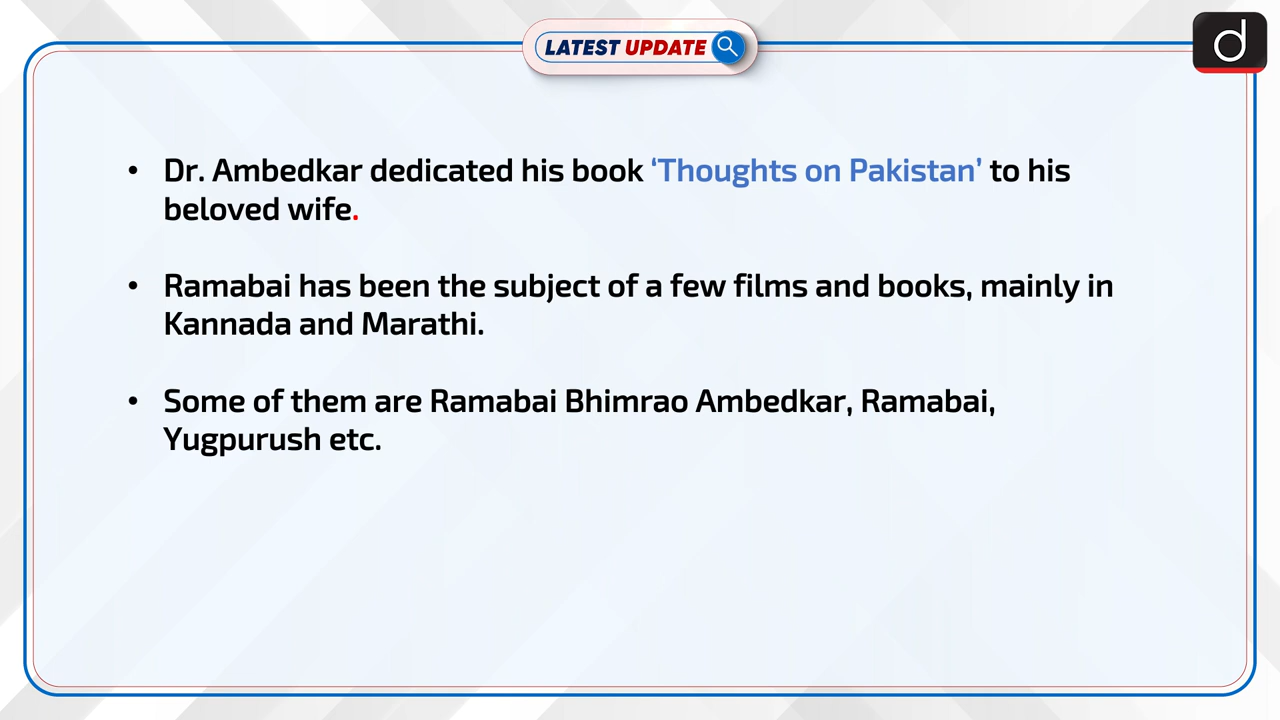 LATEST UPDATE
d
• Dr. Ambedkar dedicated his book ‘Thoughts on Pakistan’ to his
beloved wife.
• Ramabai has been the subject of a few films and books, mainly in
Kannada and Marathi.
• Some of them are Ramabai Bhimrao Ambedkar, Ramabai,
Yugpurush etc.